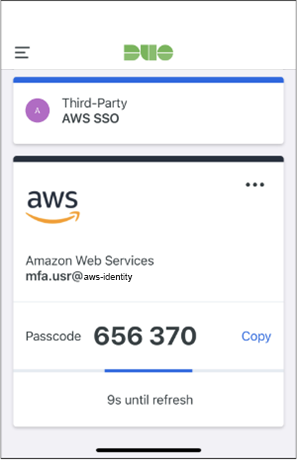 DUO
A
Third-Party
AWS SSO
aws
Amazon Web Services
mfa.usr@aws-identity
Passcode 656 370 Copy
9s until refresh